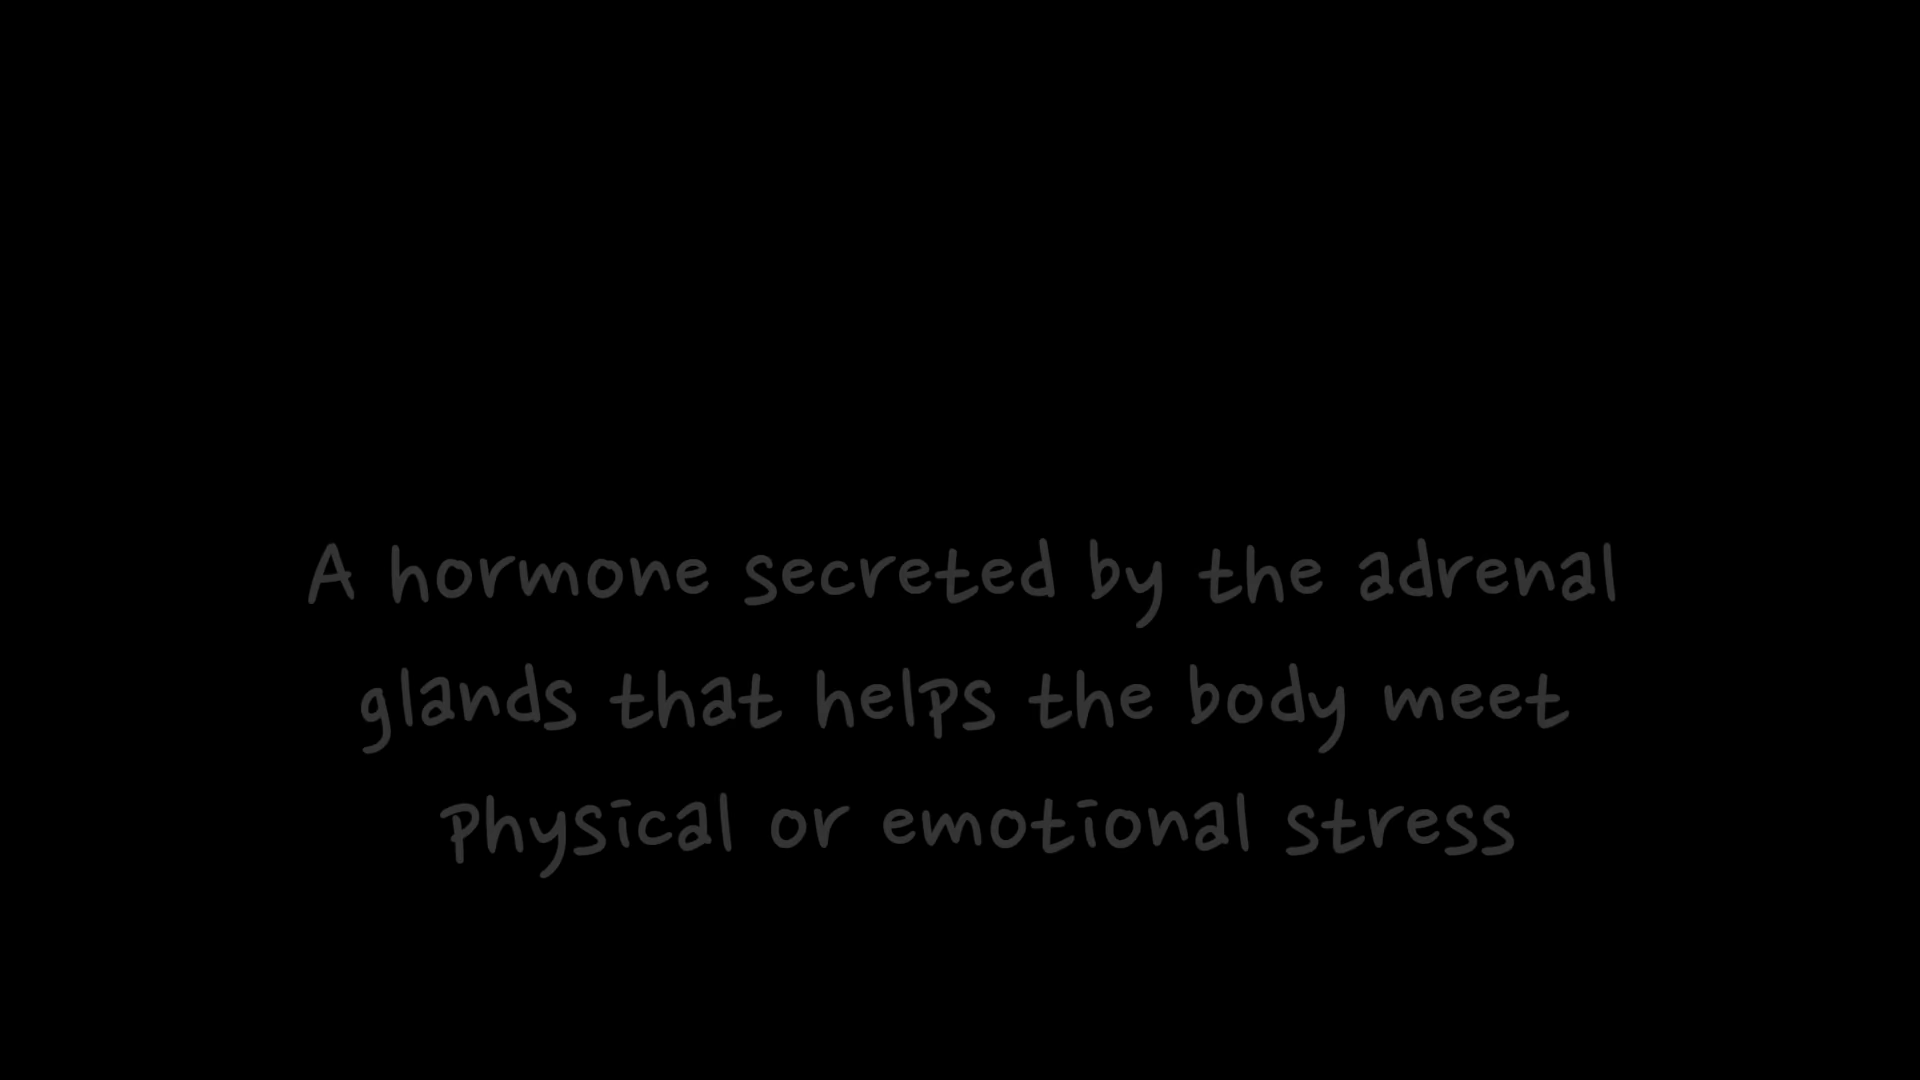 A hormone secreted by the adrenal
glands that helps the body meet
physical or emotional stress